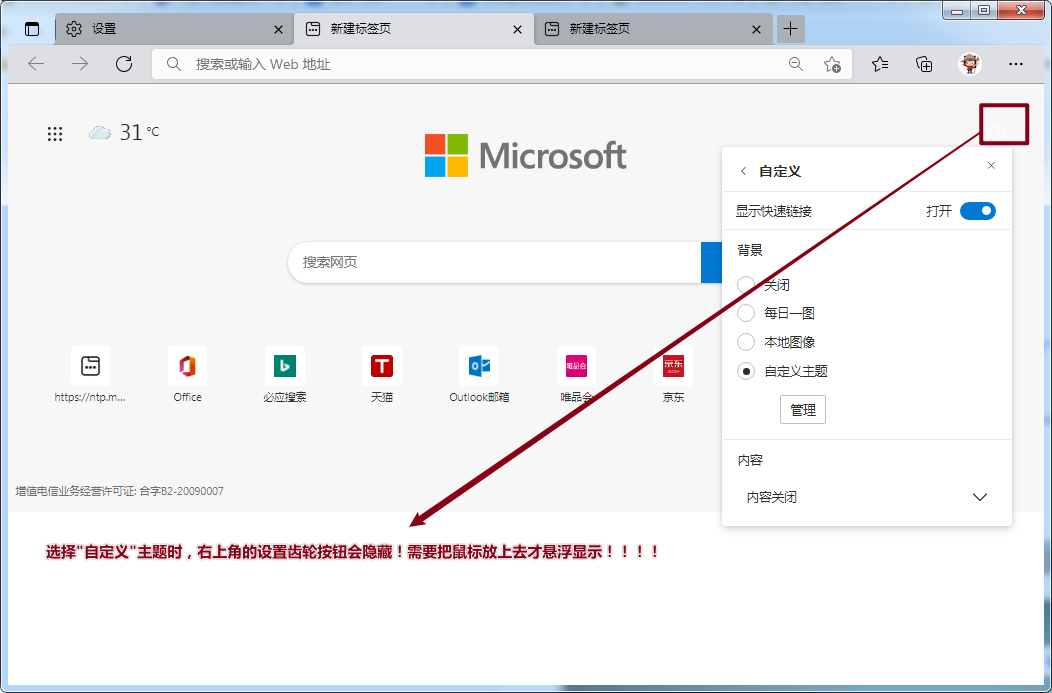 设置
新建标签页
新建标签页
搜索或输入 Web 地址
31 °C
Microsoft
自定义
显示快速链接 打开
背景
搜索网页
关闭
每日一图
本地图像
自定义主题
管理
https://ntp.m...
Office
必应搜索
天猫
Outlook邮箱
唯品会
唯品会
京东
京东
内容
内容关闭
增值电信业务经营许可证: 合字B2-20090007
选择"自定义"主题时，右上角的设置齿轮按钮会隐藏！需要把鼠标放上去才悬浮显示！！！！